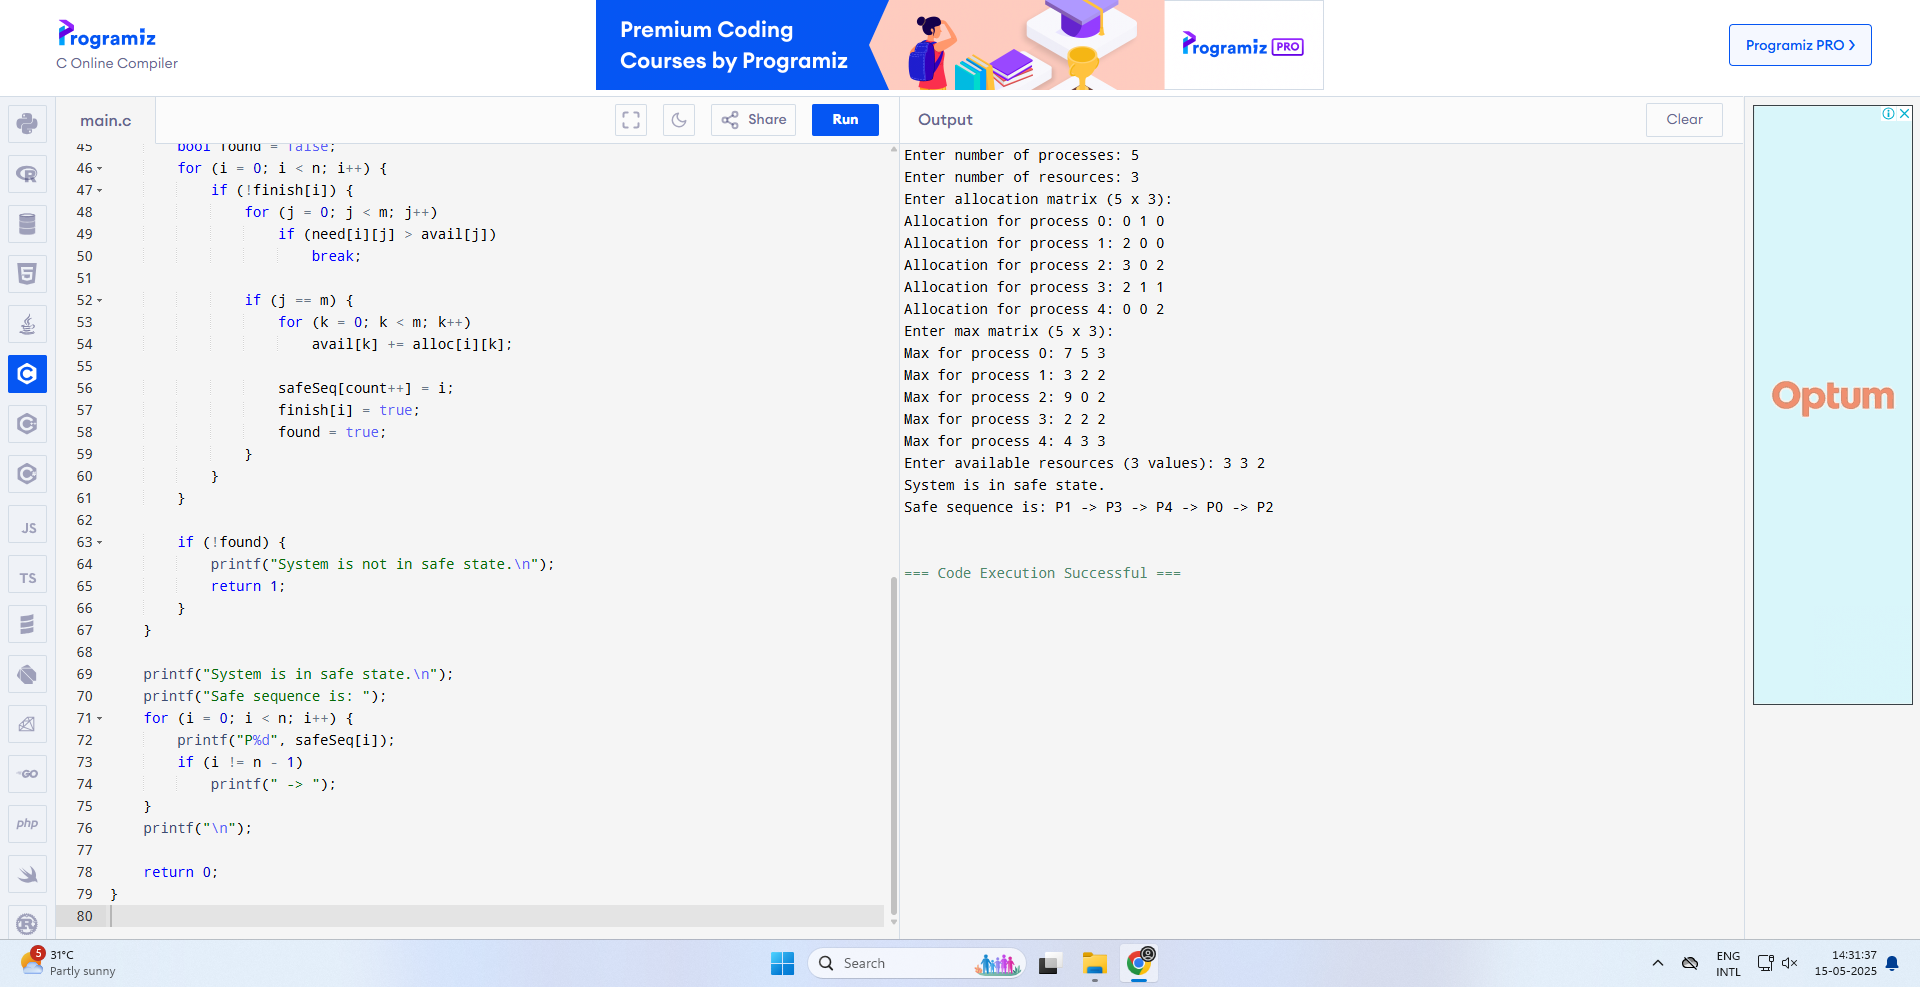 Programiz
C Online Compiler
Premium Coding
Courses by Programiz
Programiz PRO
Programiz PRO ❯
main.c
Share
Run
Output
Clear
45 bool found = false;
46 for (i = 0; i < n; i++) {
47 if (!finish[i]) {
48 for (j = 0; j < m; j++)
49 if (need[i][j] > avail[j])
50 break;
51
52 if (j == m) {
53 for (k = 0; k < m; k++)
54 avail[k] += alloc[i][k];
55
56 safeSeq[count++] = i;
57 finish[i] = true;
58 found = true;
59 }
60 }
61 }
62
63 if (!found) {
64 printf("System is not in safe state.\n");
65 return 1;
66 }
67 }
68
69 printf("System is in safe state.\n");
70 printf("Safe sequence is: ");
71 for (i = 0; i < n; i++) {
72 printf("P%d", safeSeq[i]);
73 if (i != n - 1)
74 printf(" -> ");
75 }
76 printf("\n");
77
78 return 0;
79 }
80
Enter number of processes: 5
Enter number of resources: 3
Enter allocation matrix (5 x 3):
Allocation for process 0: 0 1 0
Allocation for process 1: 2 0 0
Allocation for process 2: 3 0 2
Allocation for process 3: 2 1 1
Allocation for process 4: 0 0 2
Enter max matrix (5 x 3):
Max for process 0: 7 5 3
Max for process 1: 3 2 2
Max for process 2: 9 0 2
Max for process 3: 2 2 2
Max for process 4: 4 3 3
Enter available resources (3 values): 3 3 2
System is in safe state.
Safe sequence is: P1 -> P3 -> P4 -> P0 -> P2
=== Code Execution Successful ===
Optum
R
5
C
C
C
JS
TS
GO
php
R
5
31°C
Partly sunny
Search
ENG
INTL
14:31:37
15-05-2025